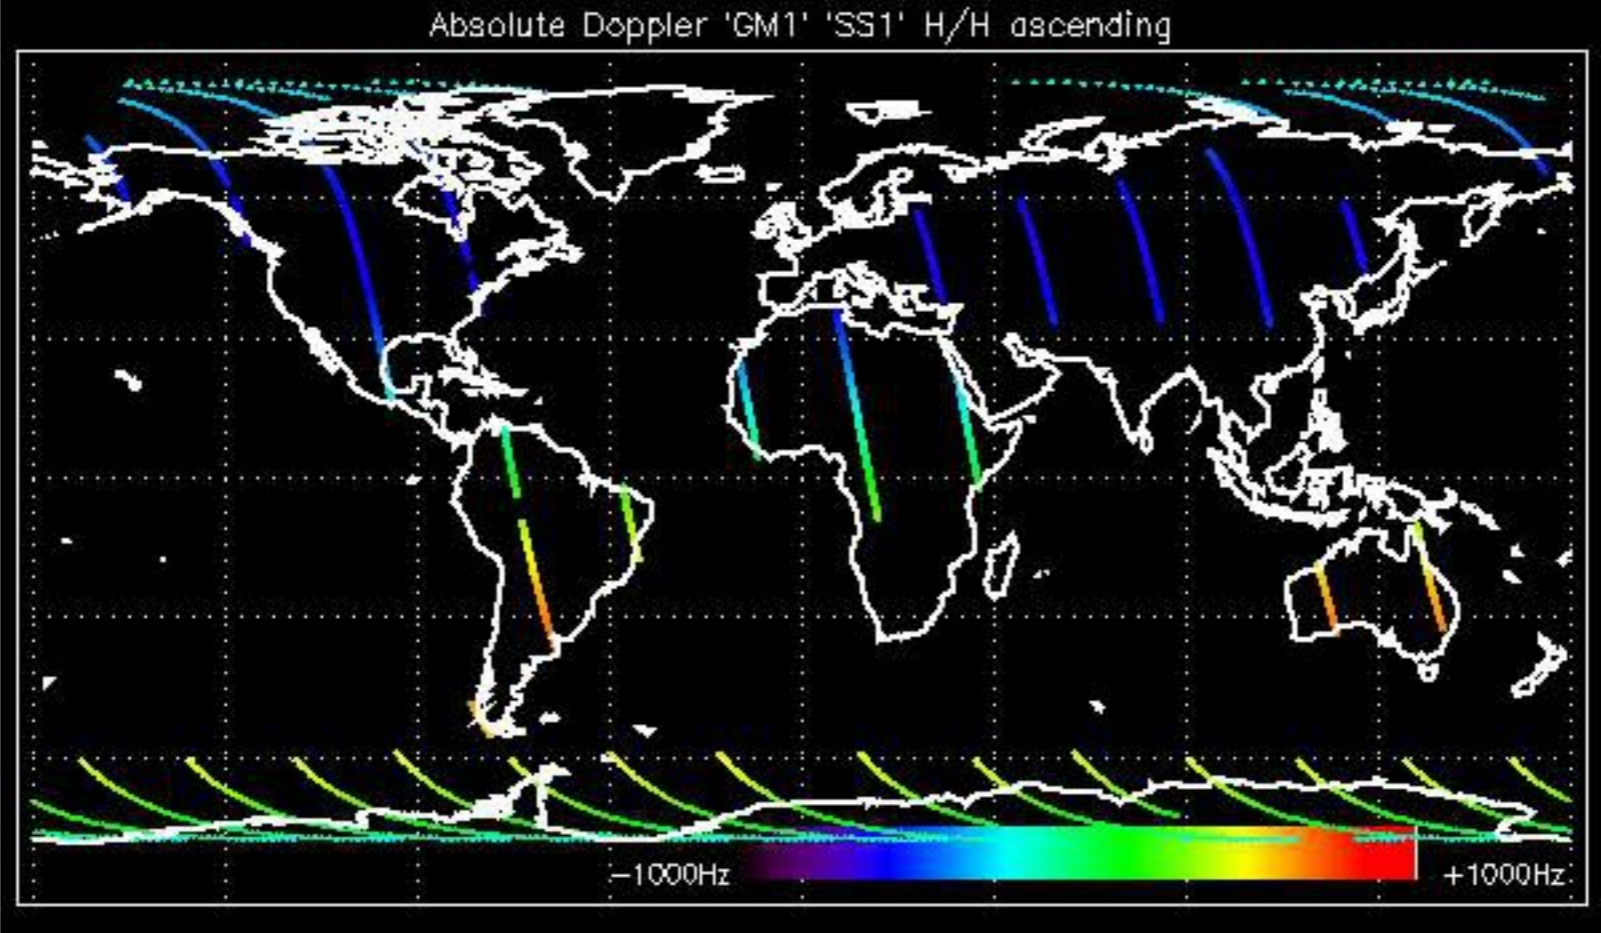 Absolute Doppler 'GM1' 'SS1' H/H ascending
-1000Hz +1000Hz